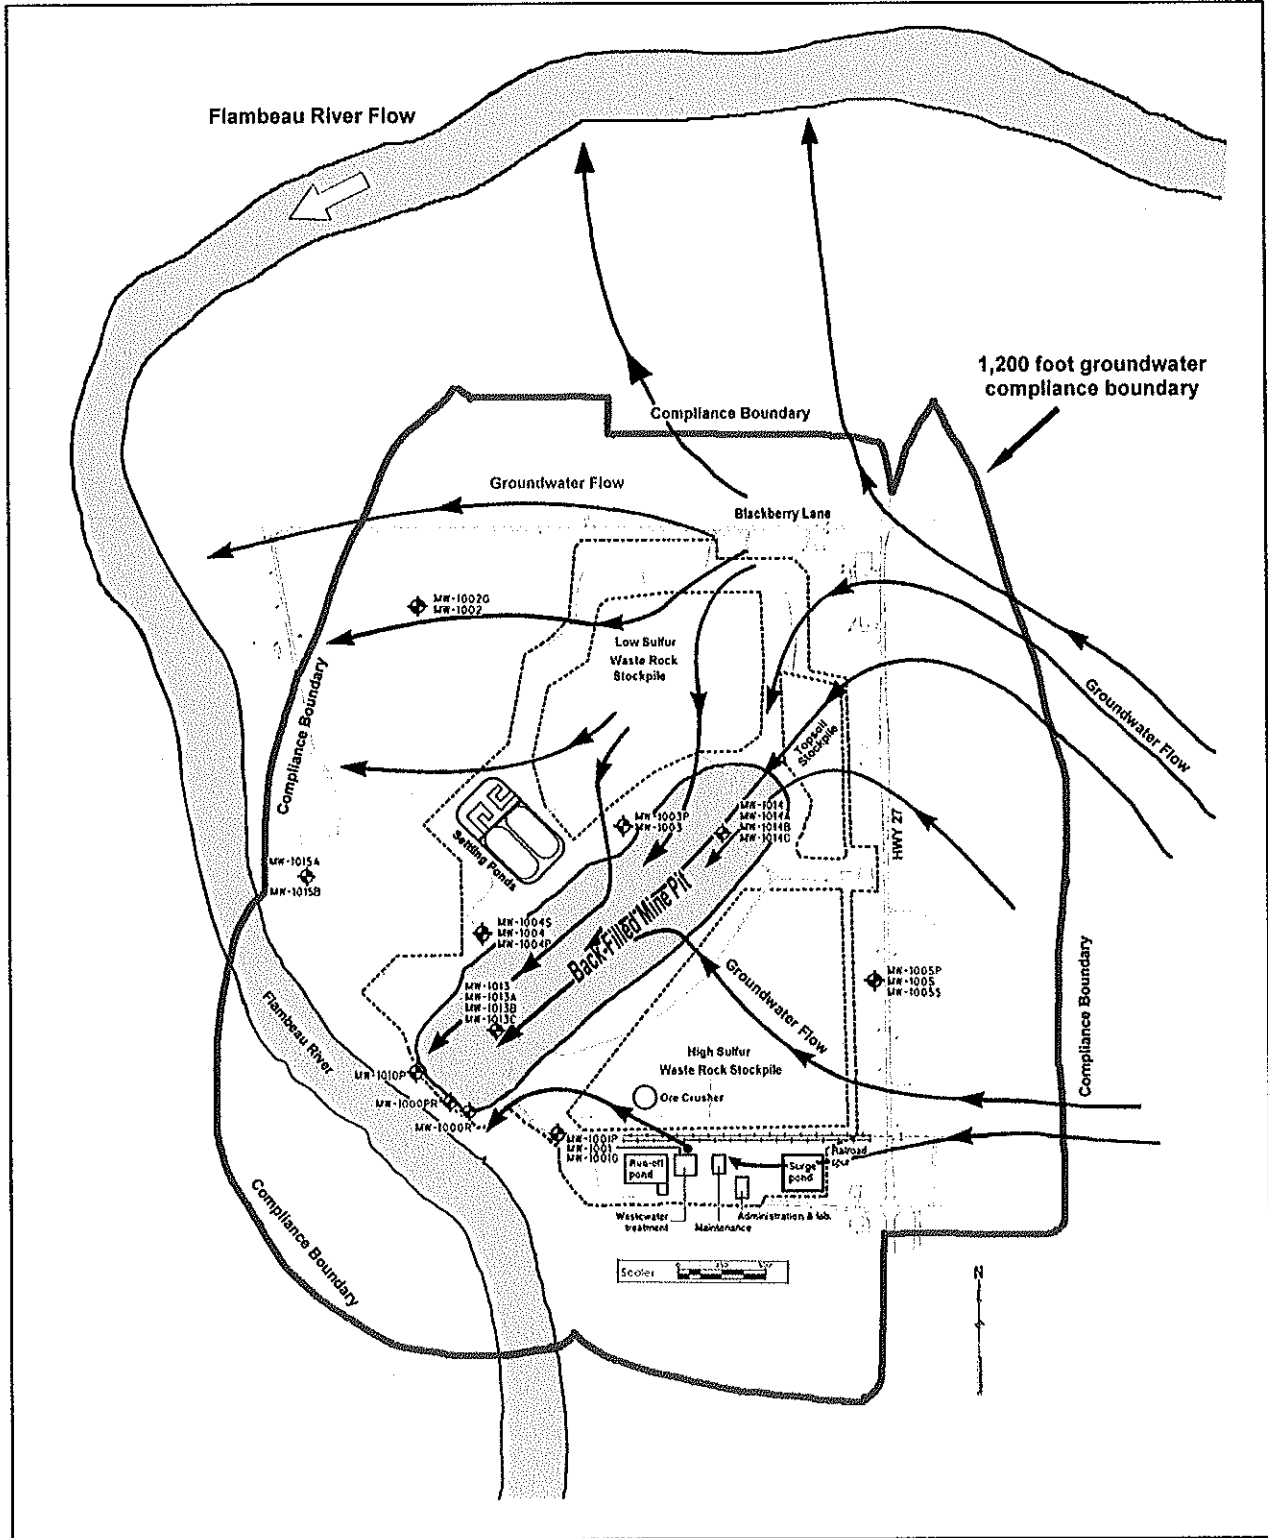 Flambeau River Flow
1,200 foot groundwater
compliance boundary
Compliance Boundary
Groundwater Flow
Blackberry Lane
MW-1002G
MW-1002
Low Sulfur
Waste Rock
Stockpile
Groundwater Flow
Compliance Boundary
Topsoil
Stockpile
Settling Ponds
MW-1003P
MW-1003
MW-1014
MW-1014A
MW-1014B
MW-1014C
HWY 27
MW-1015A
MW-1015B
MW-1004S
MW-1004
MW-1004P
Back-Filled Mine Pit
MW-1005P
MW-1005
MW-1005S
Groundwater Flow
Compliance Boundary
MW-1013
MW-1013A
MW-1013B
MW-1013C
Flambeau River
High Sulfur
Waste Rock Stockpile
MW-1010P
Ore Crusher
MW-1000PR
MW-1000R
MW-1001P
MW-1001
MW-1001G
Railroad
spur
Run-off
pond
Surge
pond
Compliance Boundary
Wastewater
treatment
Administration & lab.
Maintenance
N